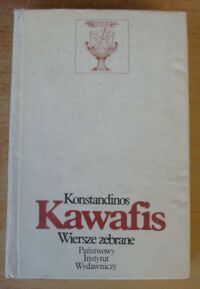 Konstandinos
Kawafis
Wiersze zebrane
Państwowy
Instytut
Wydawniczy